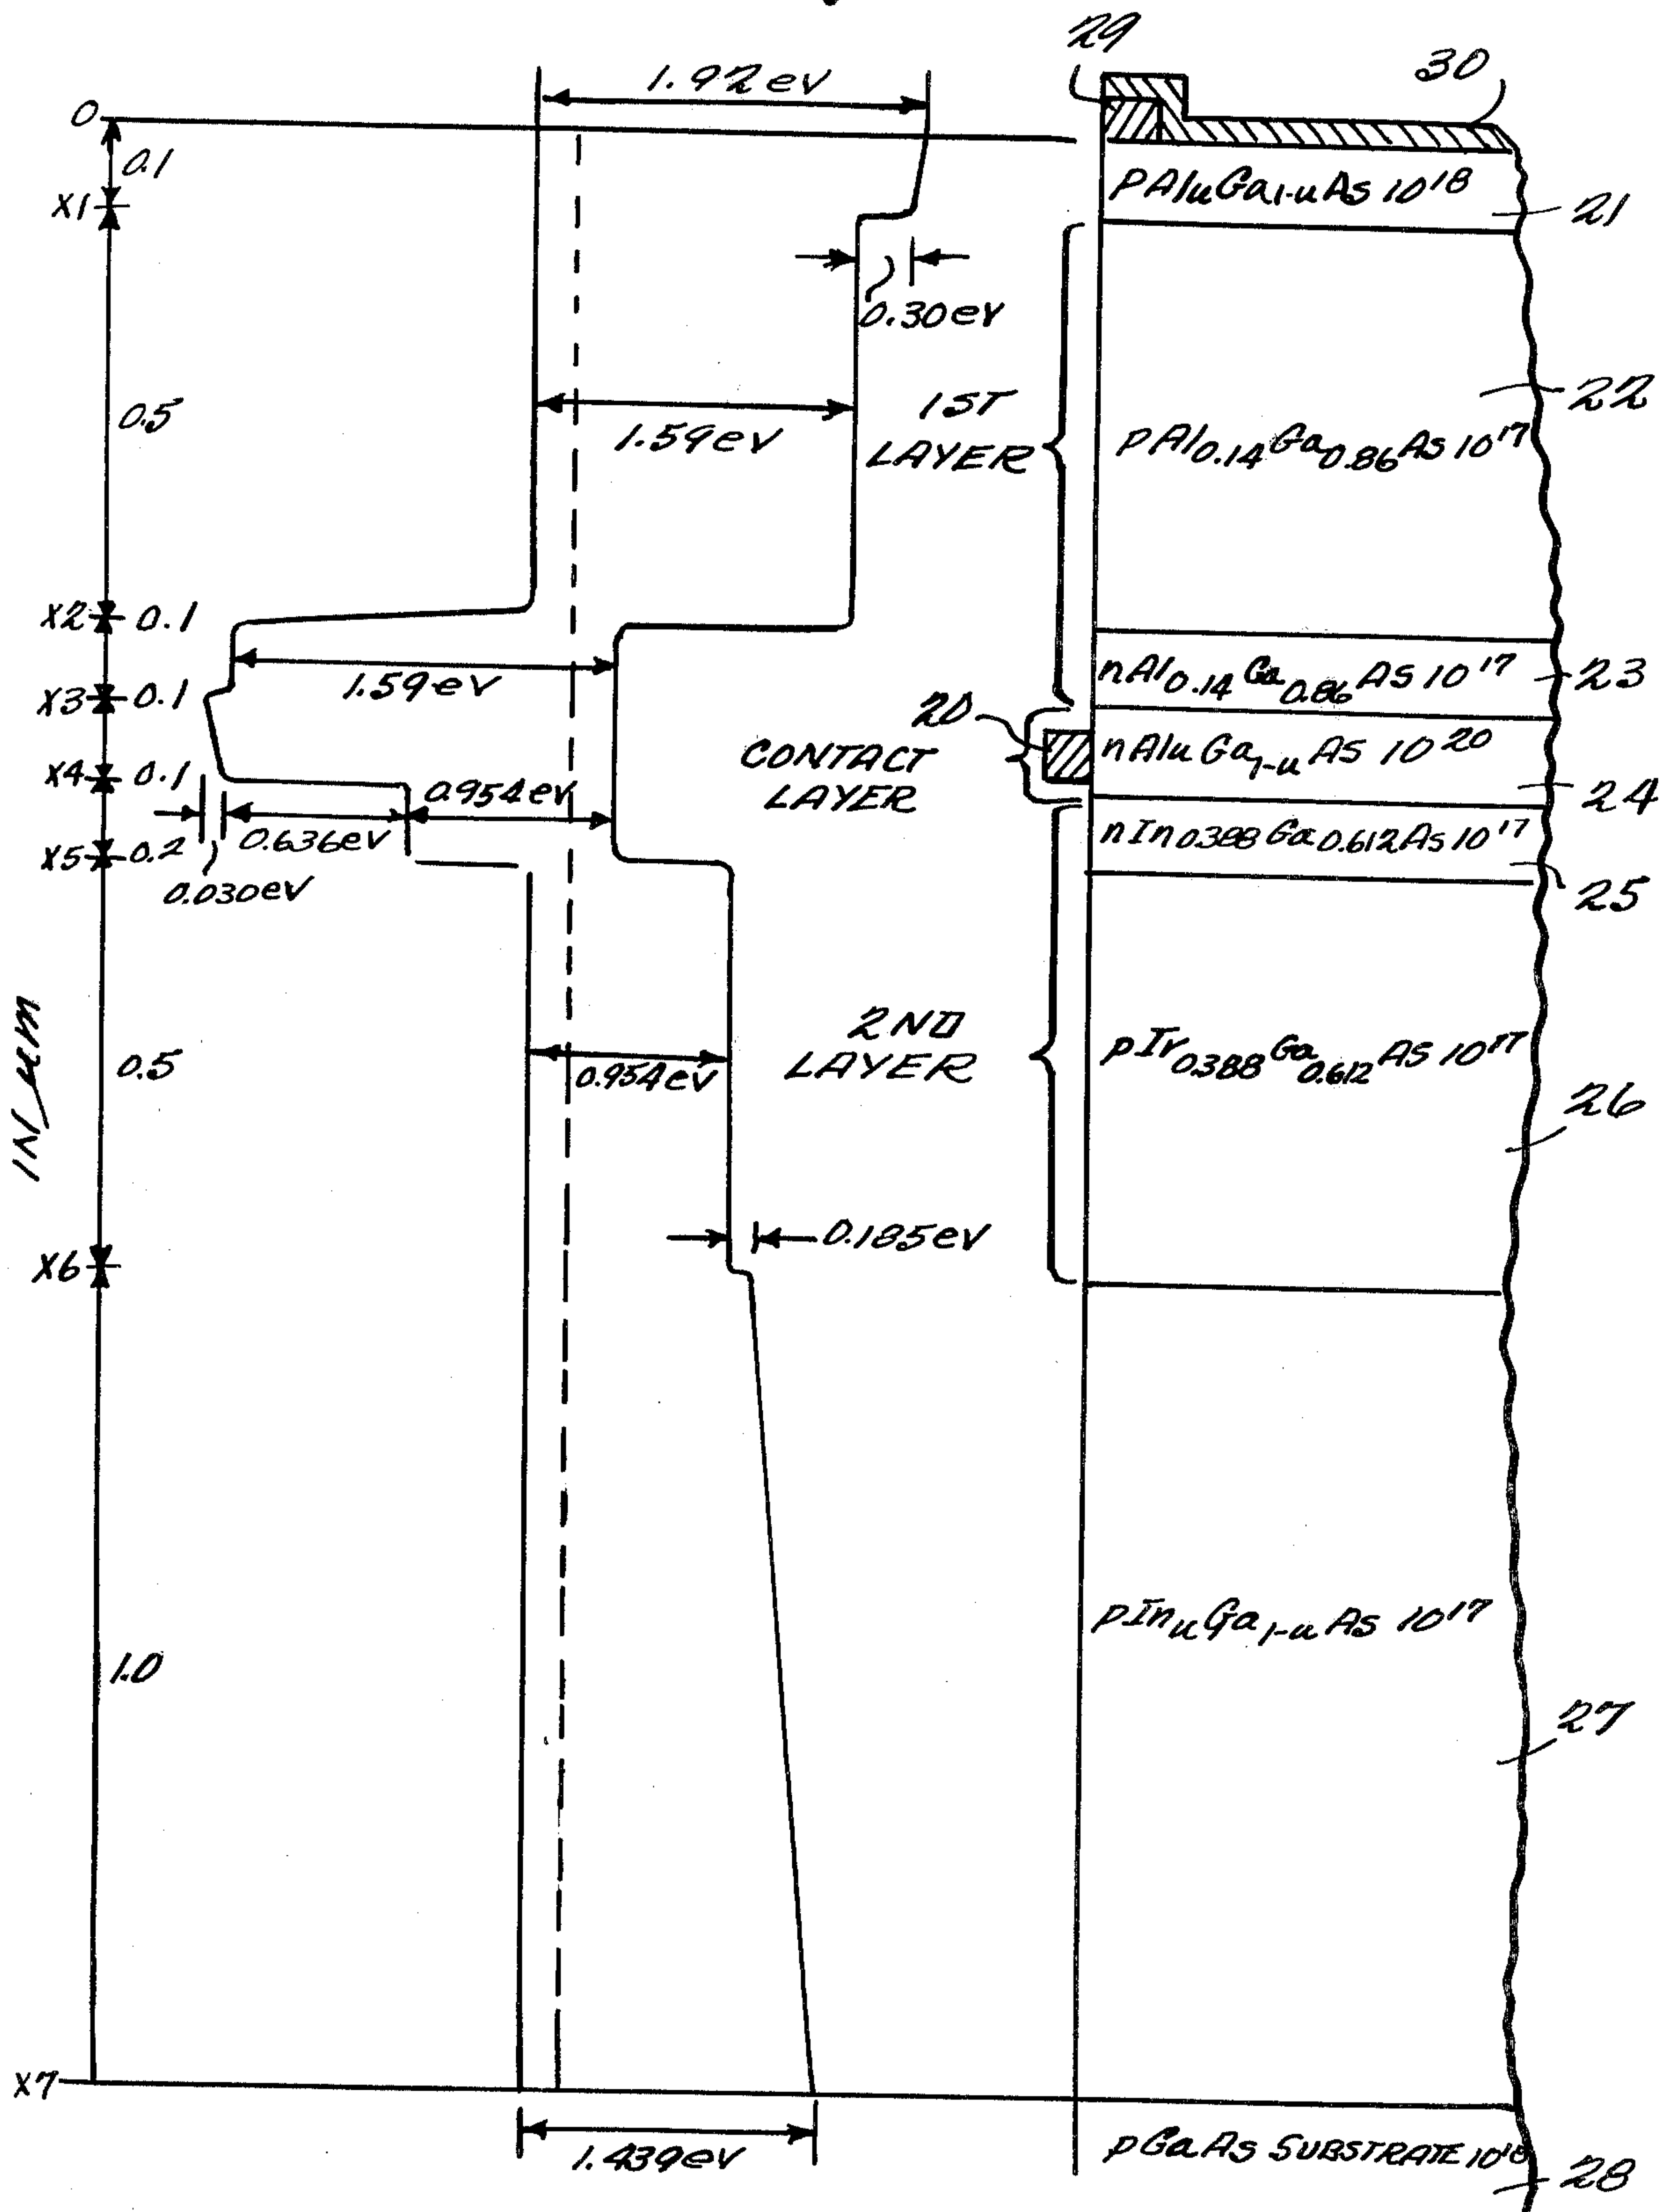 29
30
1.92 ev
0
0.1
X1
pAluGa1-uAs 10^18
21
0.30ev
0.5
1.59ev
1ST
LAYER
22
pAl0.14Ga0.86As 10^17
X2 0.1
1.59ev
nAl0.14Ga0.86As 10^17
23
X3 0.1
20
CONTACT
LAYER
nAluGa1-uAs 10^20
24
X4 0.1
0.954ev
0.636ev
nIn0.388Ga0.612As 10^17
25
X5 0.2
0.030ev
IN μm
0.5
2ND
LAYER
0.954ev
pIr0.388Ga0.612As 10^17
26
0.185ev
X6
pInuGa1-uAs 10^17
1.0
27
X7
1.439ev
pGaAs SUBSTRATE 10^18
28